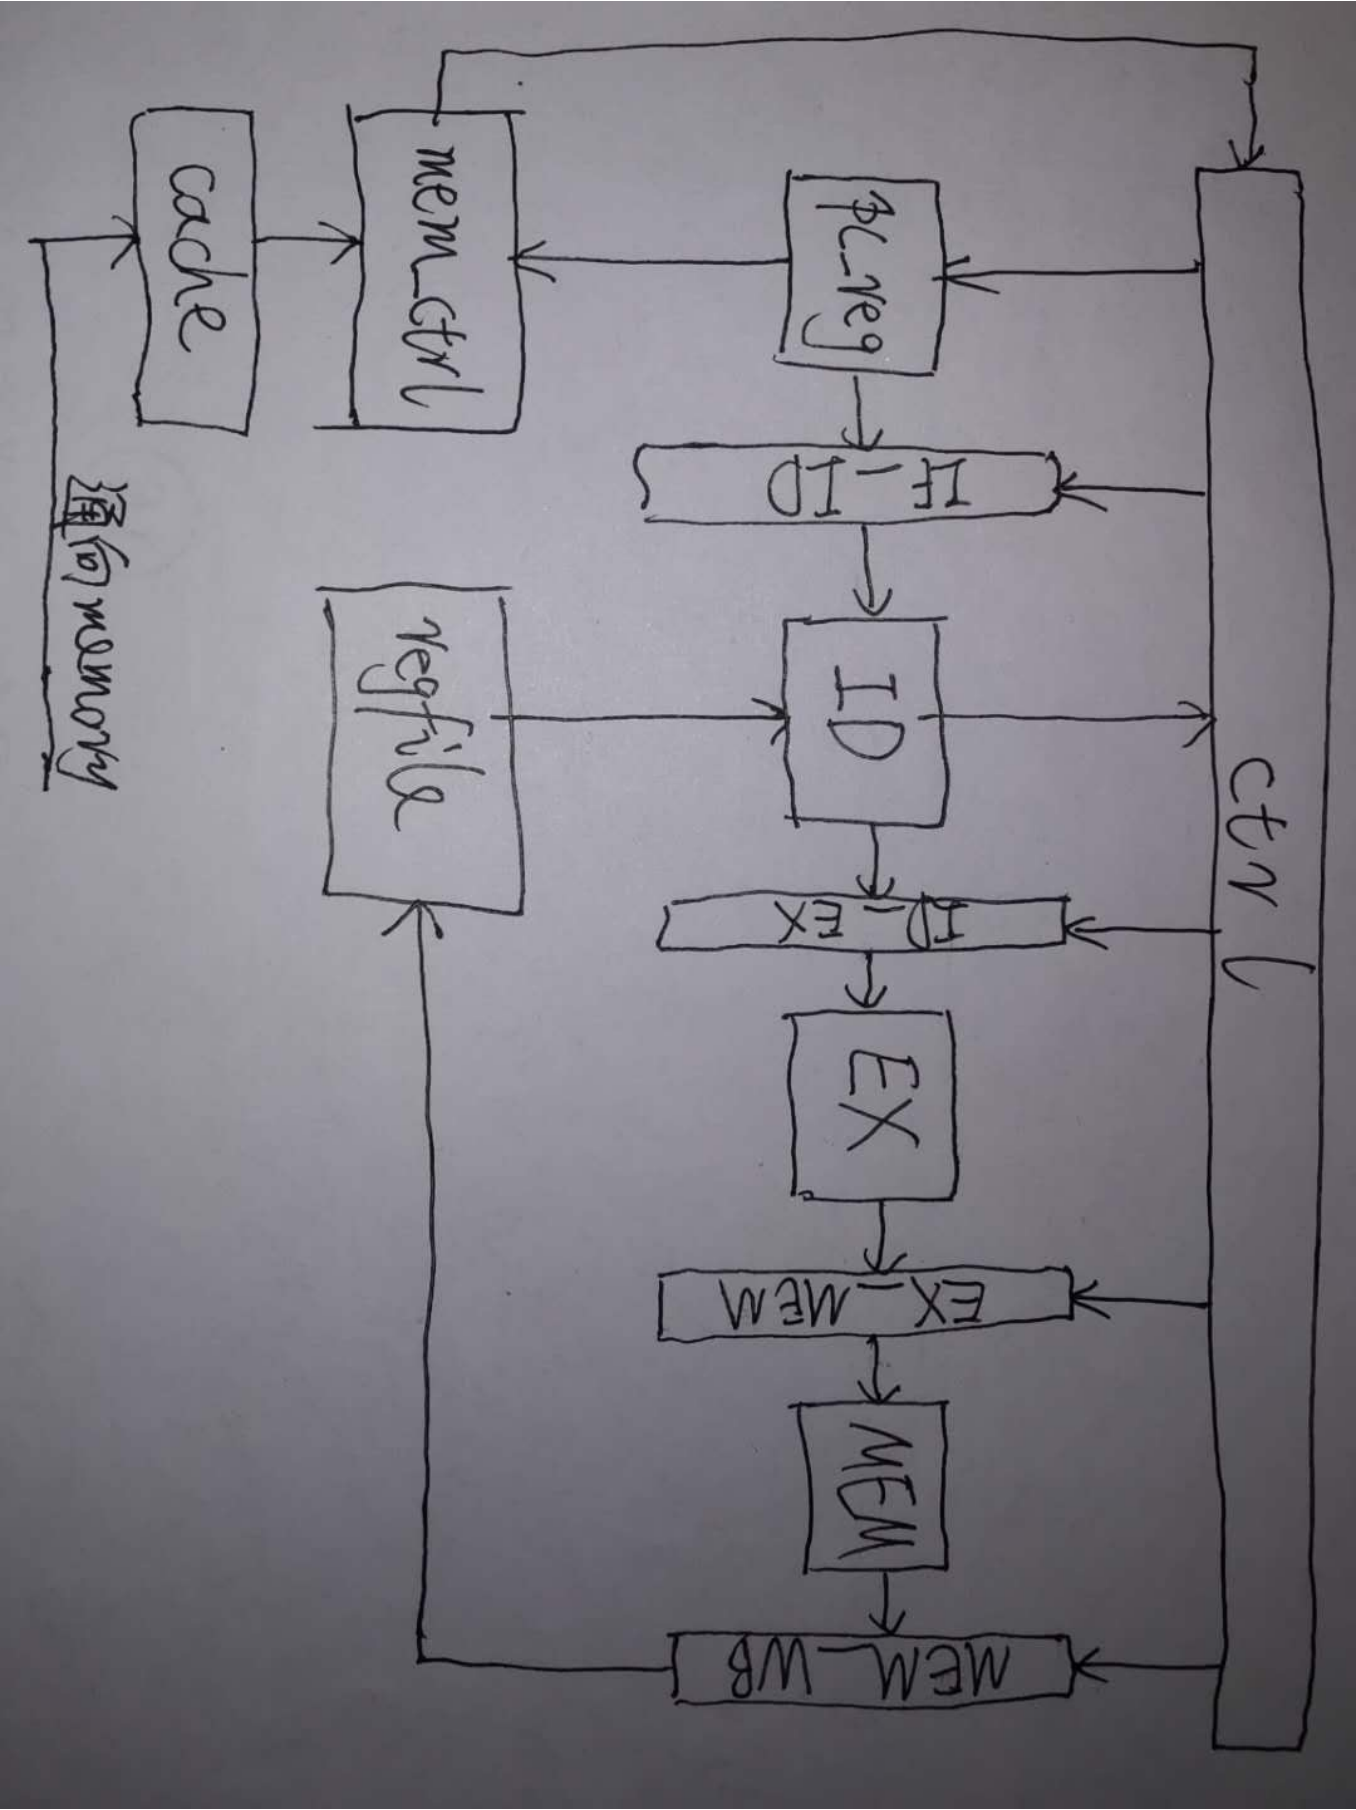 ctrl
pc_reg
IF_ID
ID
ID_EX
EX
EX_MEM
MEM
MEM_WB
mem_ctrl
regfile
cache
通向memory